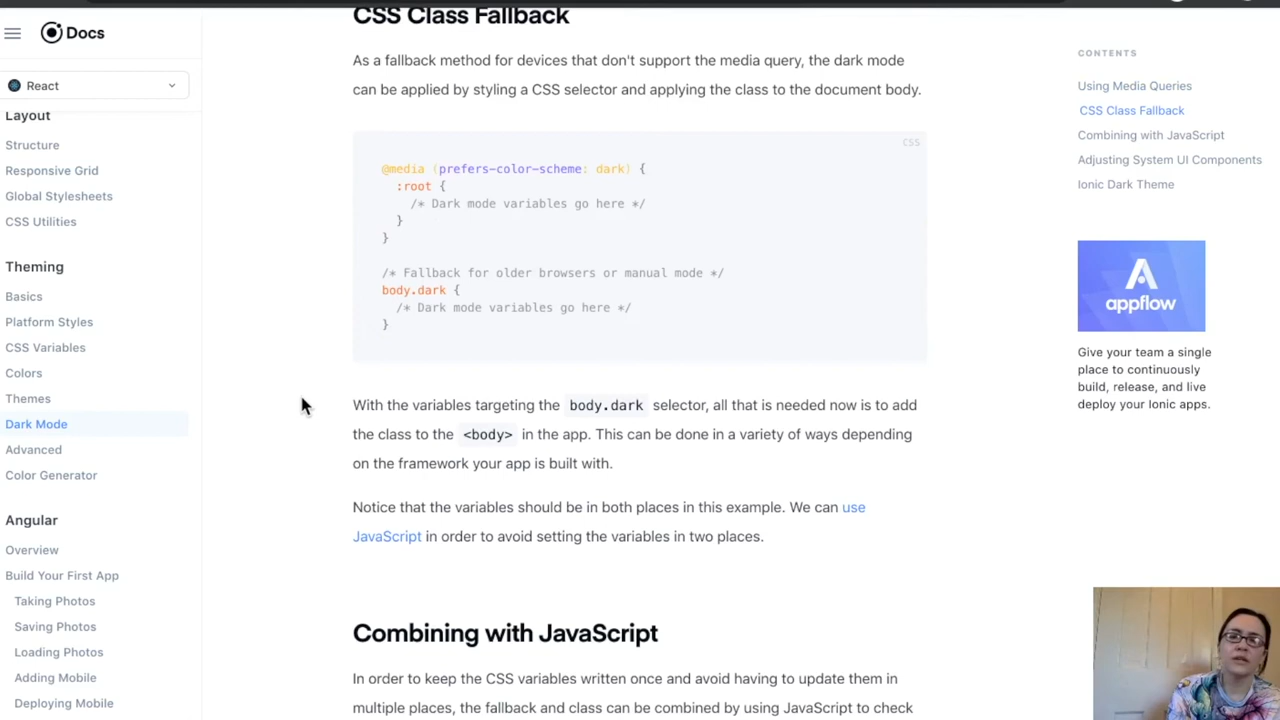 Docs
React
Layout
Structure
Responsive Grid
Global Stylesheets
CSS Utilities
Theming
Basics
Platform Styles
CSS Variables
Colors
Themes
Dark Mode
Advanced
Color Generator
Angular
Overview
Build Your First App
Taking Photos
Saving Photos
Loading Photos
Adding Mobile
Deploying Mobile
CSS Class Fallback
As a fallback method for devices that don't support the media query, the dark mode
can be applied by styling a CSS selector and applying the class to the document body.
CSS
@media (prefers-color-scheme: dark) {
:root {
/* Dark mode variables go here */
}
}
/* Fallback for older browsers or manual mode */
body.dark {
/* Dark mode variables go here */
}
With the variables targeting the body.dark selector, all that is needed now is to add
the class to the <body> in the app. This can be done in a variety of ways depending
on the framework your app is built with.
Notice that the variables should be in both places in this example. We can use
JavaScript in order to avoid setting the variables in two places.
Combining with JavaScript
In order to keep the CSS variables written once and avoid having to update them in
multiple places, the fallback and class can be combined by using JavaScript to check
CONTENTS
Using Media Queries
CSS Class Fallback
Combining with JavaScript
Adjusting System UI Components
Ionic Dark Theme
appflow
Give your team a single
place to continuously
build, release, and live
deploy your Ionic apps.